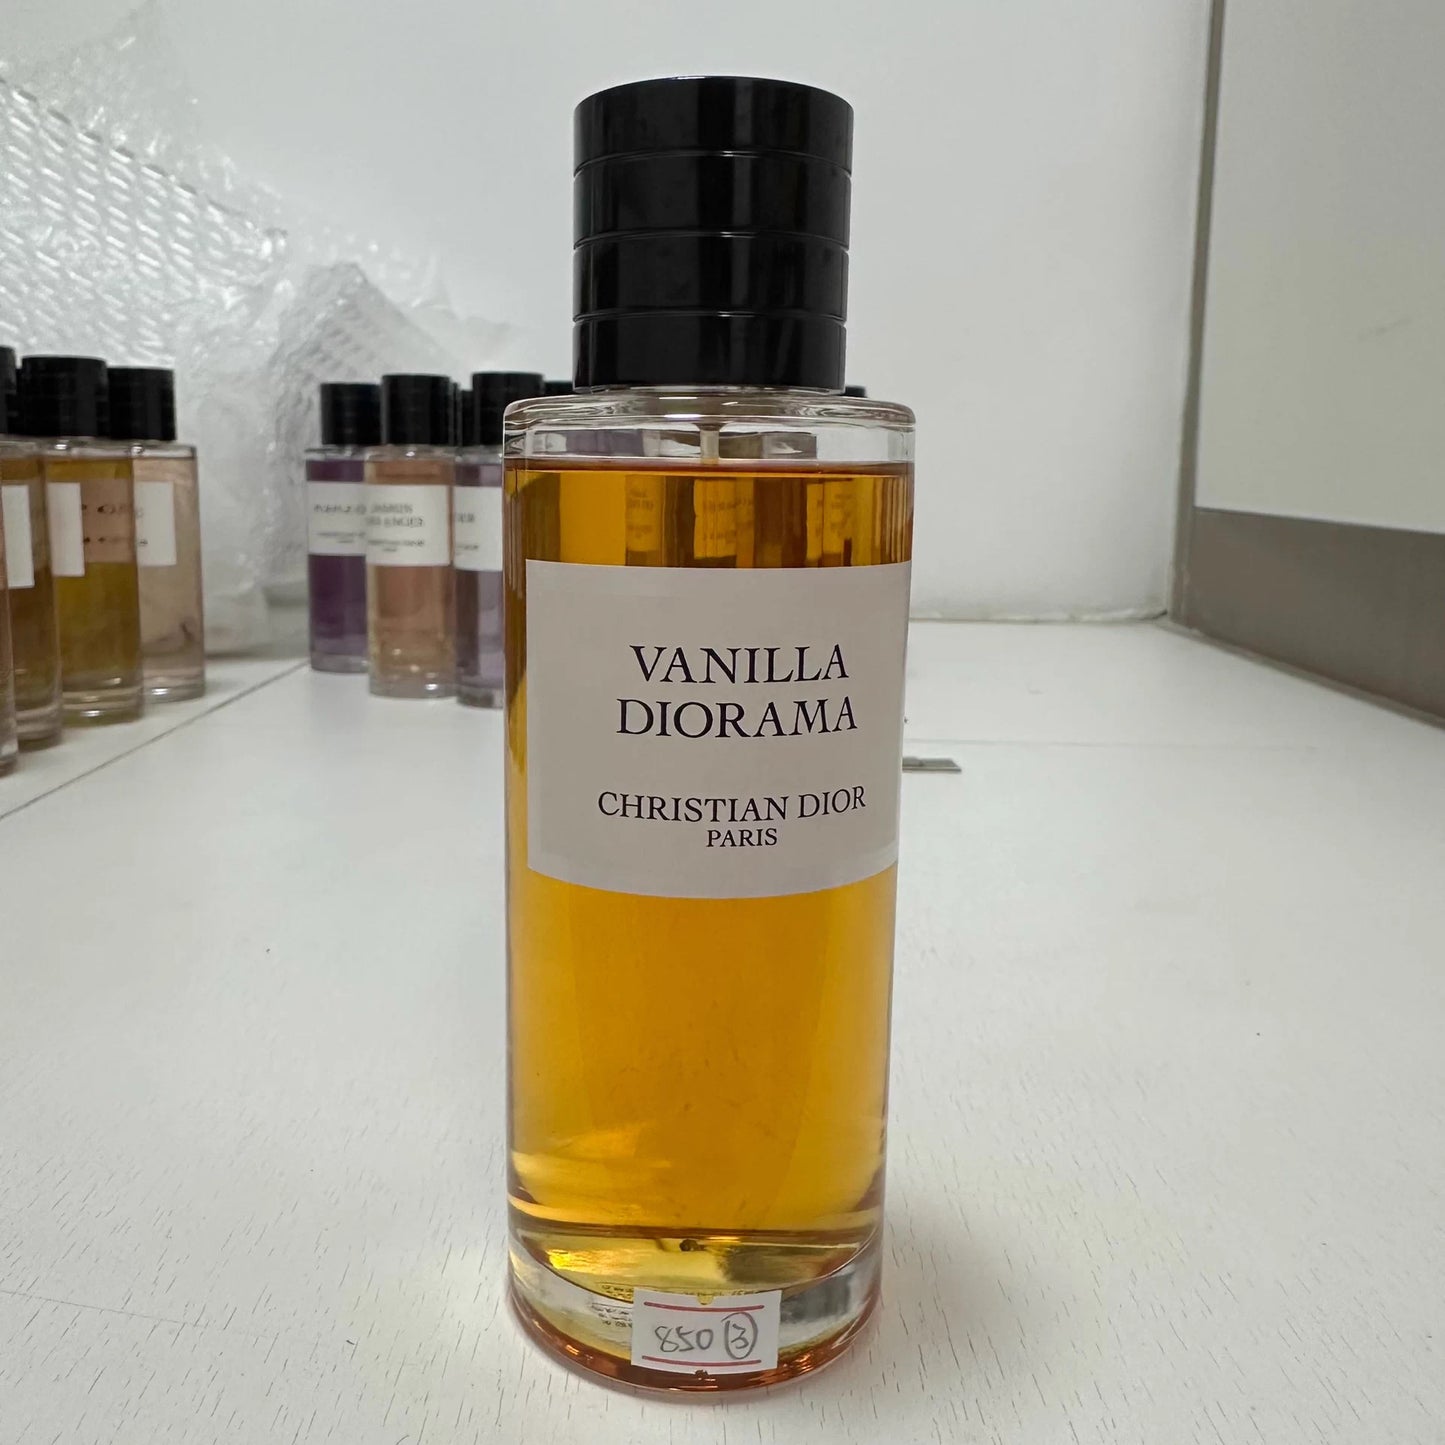 VANILLA
DIORAMA
CHRISTIAN DIOR
PARIS
850 (3)